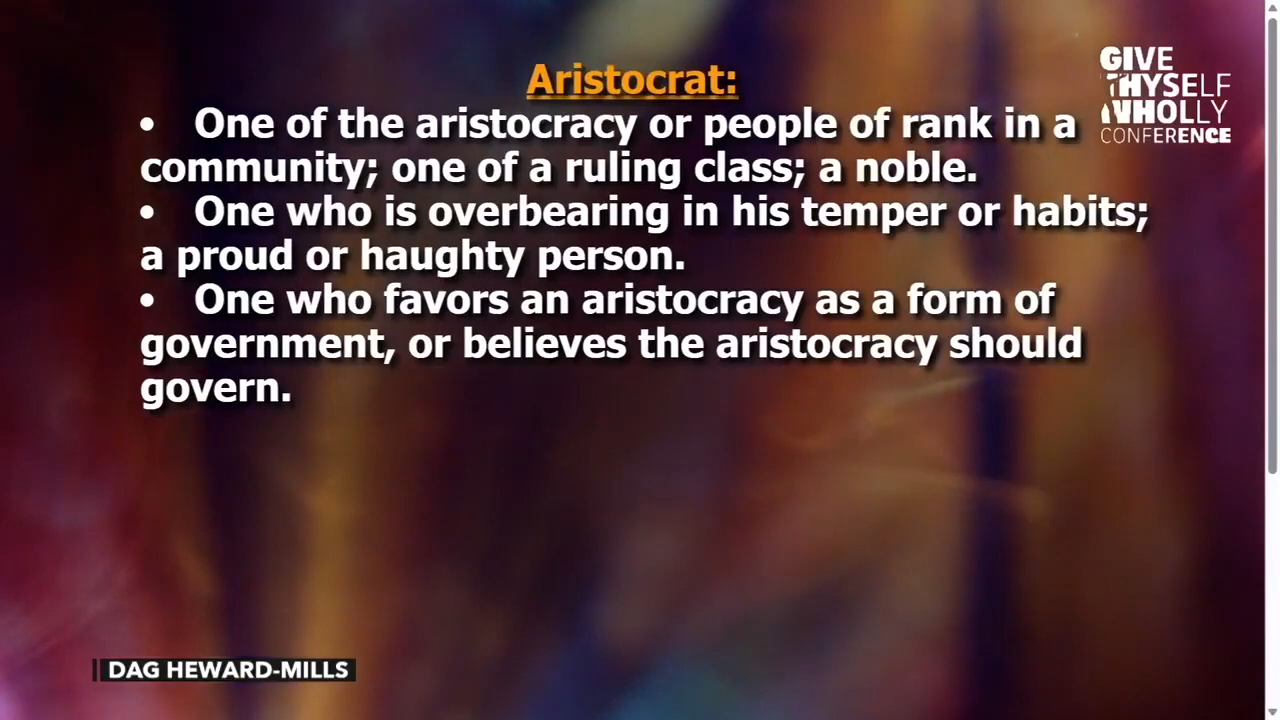 Aristocrat:
• One of the aristocracy or people of rank in a
community; one of a ruling class; a noble.
• One who is overbearing in his temper or habits;
a proud or haughty person.
• One who favors an aristocracy as a form of
government, or believes the aristocracy should
govern.
GIVE
THYSELF
WHOLLY
CONFERENCE
DAG HEWARD-MILLS